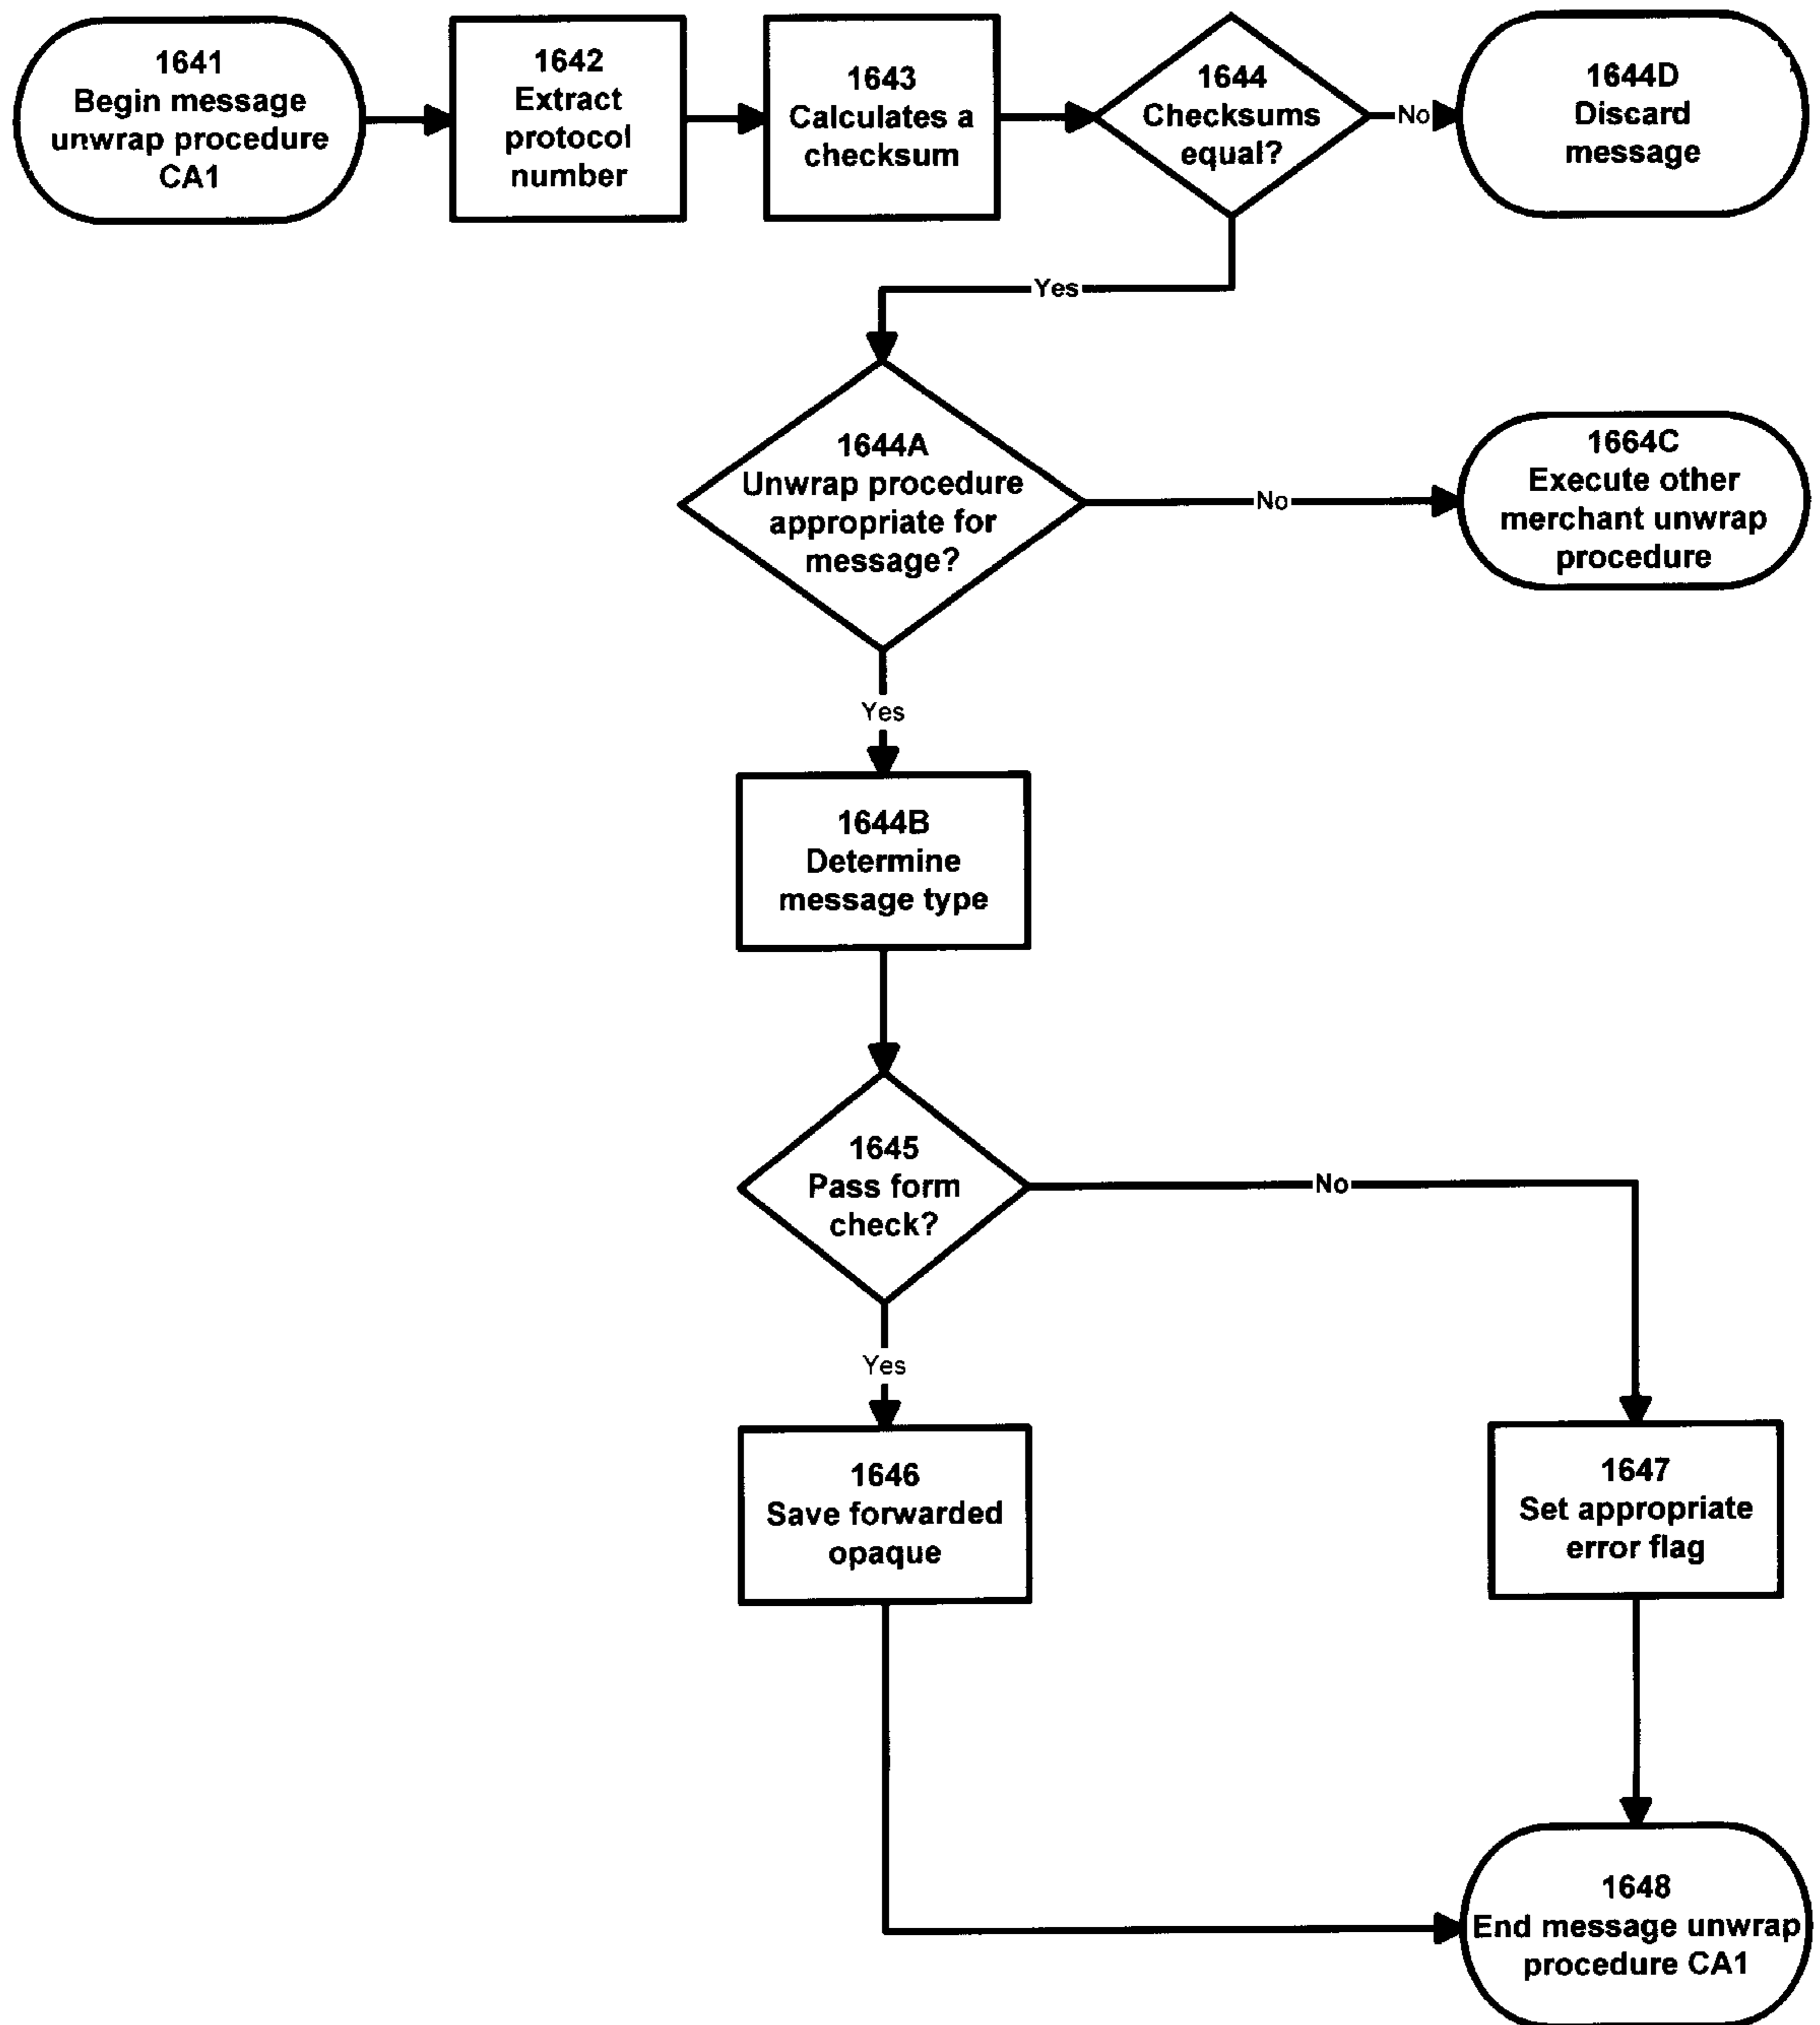 1641
Begin message
unwrap procedure
CA1
1642
Extract
protocol
number
1643
Calculates a
checksum
1644
Checksums
equal?
No
1644D
Discard
message
Yes
1644A
Unwrap procedure
appropriate for
message?
No
1664C
Execute other
merchant unwrap
procedure
Yes
1644B
Determine
message type
1645
Pass form
check?
No
Yes
1646
Save forwarded
opaque
1647
Set appropriate
error flag
1648
End message unwrap
procedure CA1